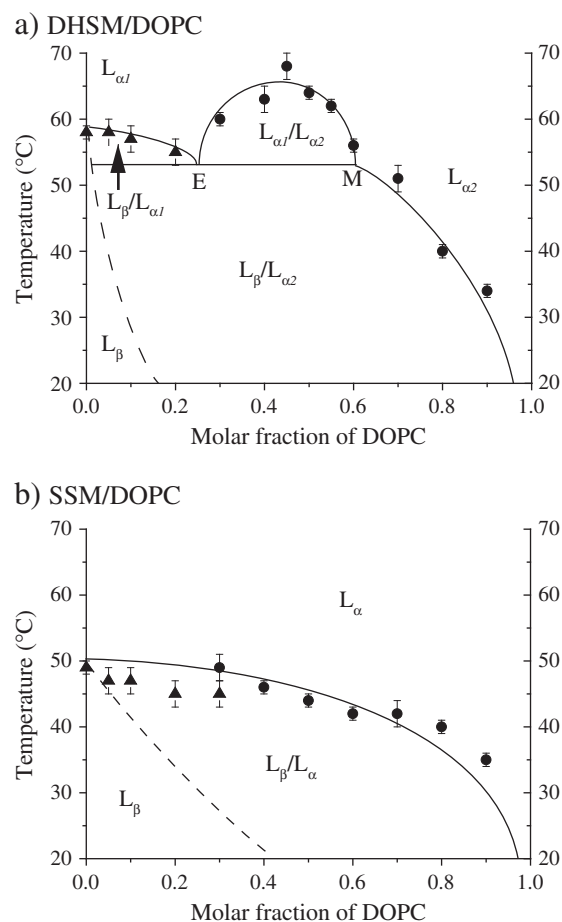 a) DHSM/DOPC
70
60
50
40
30
20
70
60
50
40
30
20
Temperature (°C)
Lα1
Lα1/Lα2
E
M
Lα2
Lβ/Lα1
Lβ/Lα2
Lβ
0.0 0.2 0.4 0.6 0.8 1.0
Molar fraction of DOPC
b) SSM/DOPC
70
60
50
40
30
20
70
60
50
40
30
20
Temperature (°C)
Lα
Lβ/Lα
Lβ
0.0 0.2 0.4 0.6 0.8 1.0
Molar fraction of DOPC